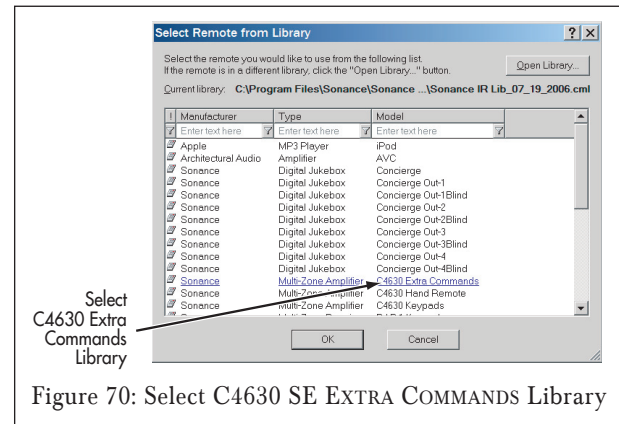 Select Remote from Library
Select the remote you would like to use from the following list.
If the remote is in a different library, click the "Open Library..." button.
Open Library...
Current library: C:\Program Files\Sonance\Sonance ...\Sonance IR Lib_07_19_2006.cml
! Manufacturer Type Model
Enter text here Enter text here Enter text here
Apple MP3 Player iPod
Architectural Audio Amplifier AVC
Sonance Digital Jukebox Concierge
Sonance Digital Jukebox Concierge Out-1
Sonance Digital Jukebox Concierge Out-1Blind
Sonance Digital Jukebox Concierge Out-2
Sonance Digital Jukebox Concierge Out-2Blind
Sonance Digital Jukebox Concierge Out-3
Sonance Digital Jukebox Concierge Out-3Blind
Sonance Digital Jukebox Concierge Out-4
Sonance Digital Jukebox Concierge Out-4Blind
Sonance Multi-Zone Amplifier C4630 Extra Commands
Sonance Multi-Zone Amplifier C4630 Hand Remote
Sonance Multi-Zone Amplifier C4630 Keypads
OK Cancel
Select
C4630 Extra
Commands
Library
Figure 70: Select C4630 SE EXTRA COMMANDS Library